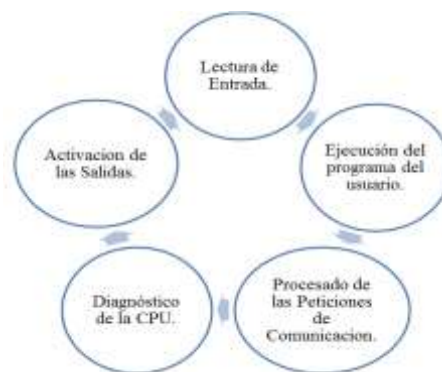 Lectura de
Entrada.
Ejecución del
programa del
usuario.
Procesado de
las Peticiones
de
Comunicacion.
Diagnóstico
de la CPU.
Activacion de
las Salidas.